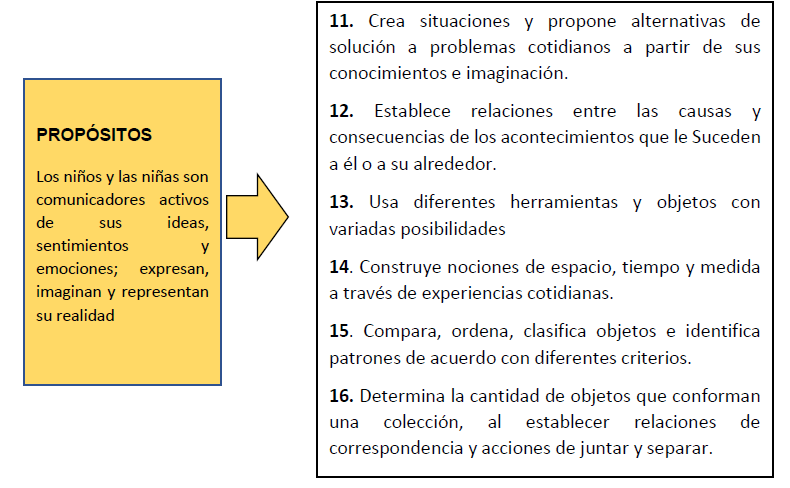 PROPÓSITOS
Los niños y las niñas son
comunicadores activos
de sus ideas,
sentimientos y
emociones; expresan,
imaginan y representan
su realidad
11. Crea situaciones y propone alternativas de
solución a problemas cotidianos a partir de sus
conocimientos e imaginación.
12. Establece relaciones entre las causas y
consecuencias de los acontecimientos que le Suceden
a él o a su alrededor.
13. Usa diferentes herramientas y objetos con
variadas posibilidades
14. Construye nociones de espacio, tiempo y medida
a través de experiencias cotidianas.
15. Compara, ordena, clasifica objetos e identifica
patrones de acuerdo con diferentes criterios.
16. Determina la cantidad de objetos que conforman
una colección, al establecer relaciones de
correspondencia y acciones de juntar y separar.